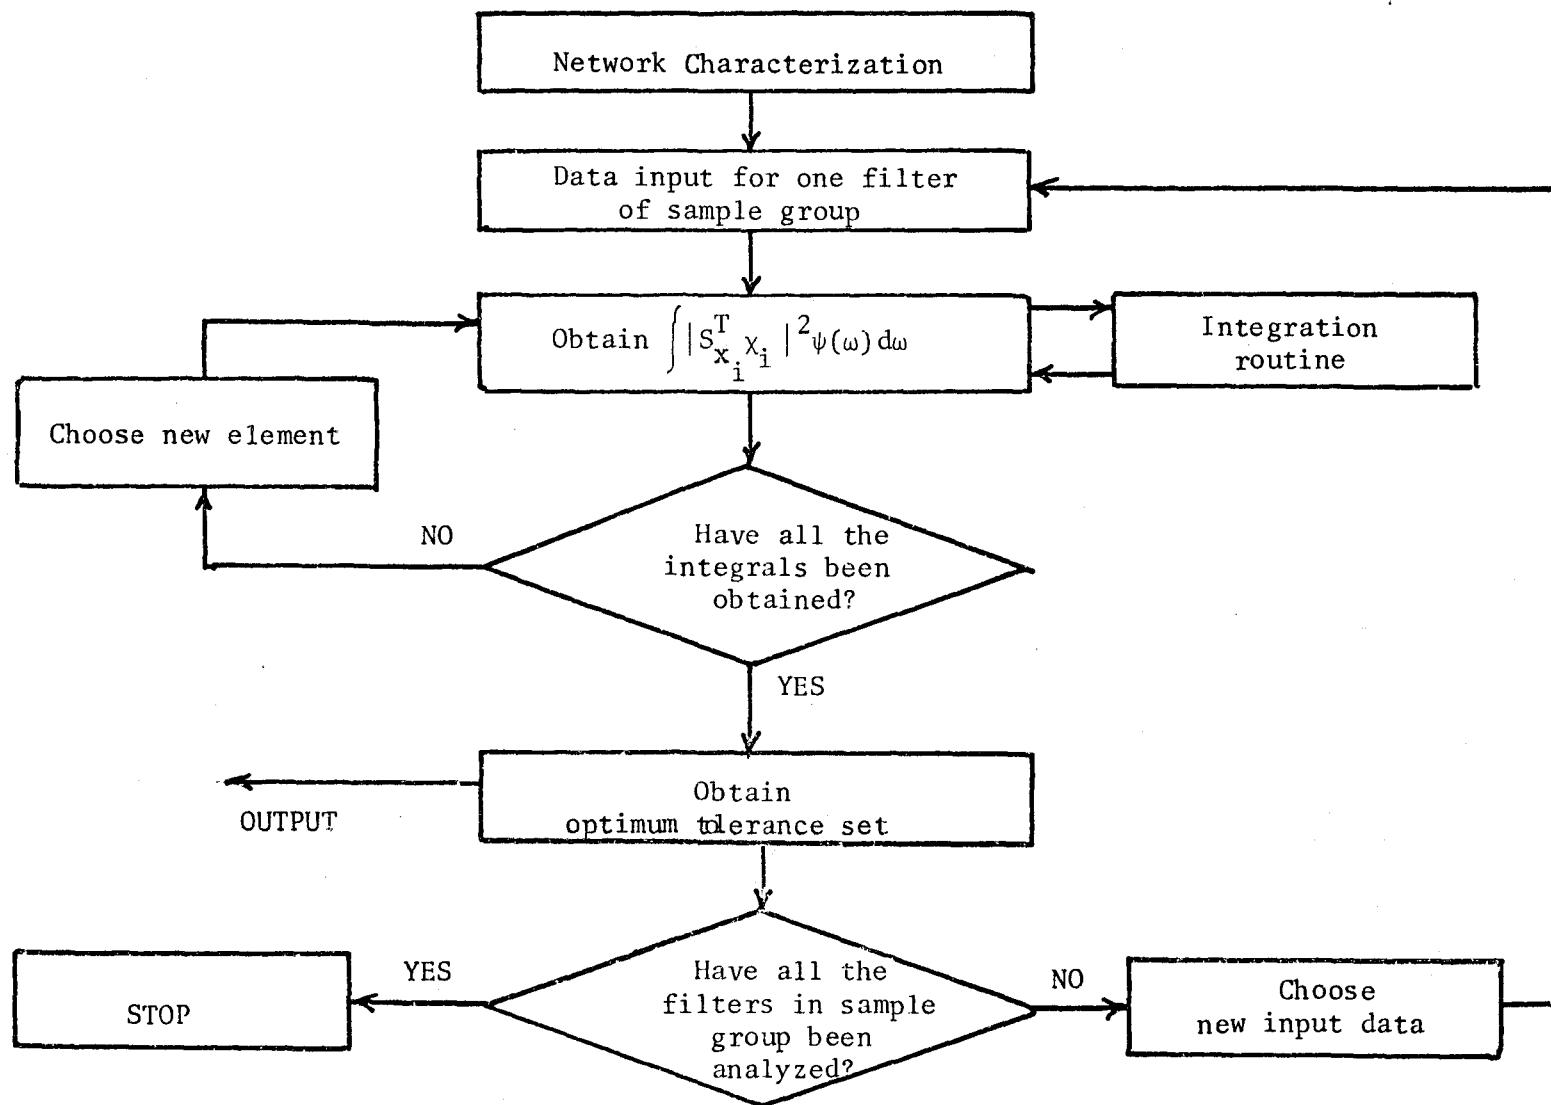 Network Characterization
Data input for one filter
of sample group
Obtain ∫|S^T_{x_i} χ_i|^2 ψ(ω)dω
Integration
routine
Choose new element
NO
Have all the
integrals been
obtained?
YES
Obtain
optimum tolerance set
OUTPUT
Have all the
filters in sample
group been
analyzed?
YES
STOP
NO
Choose
new input data